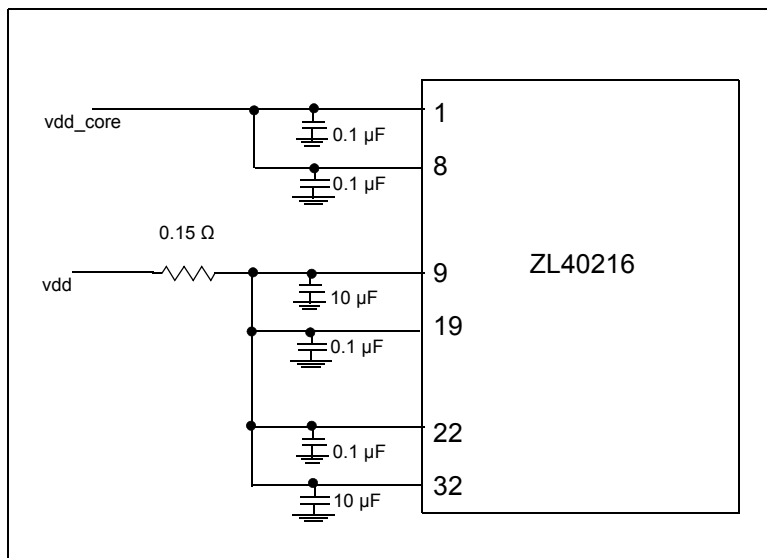 vdd_core
1
0.1 µF
8
0.1 µF
0.15 Ω
ZL40216
vdd
9
10 µF
19
0.1 µF
22
0.1 µF
32
10 µF